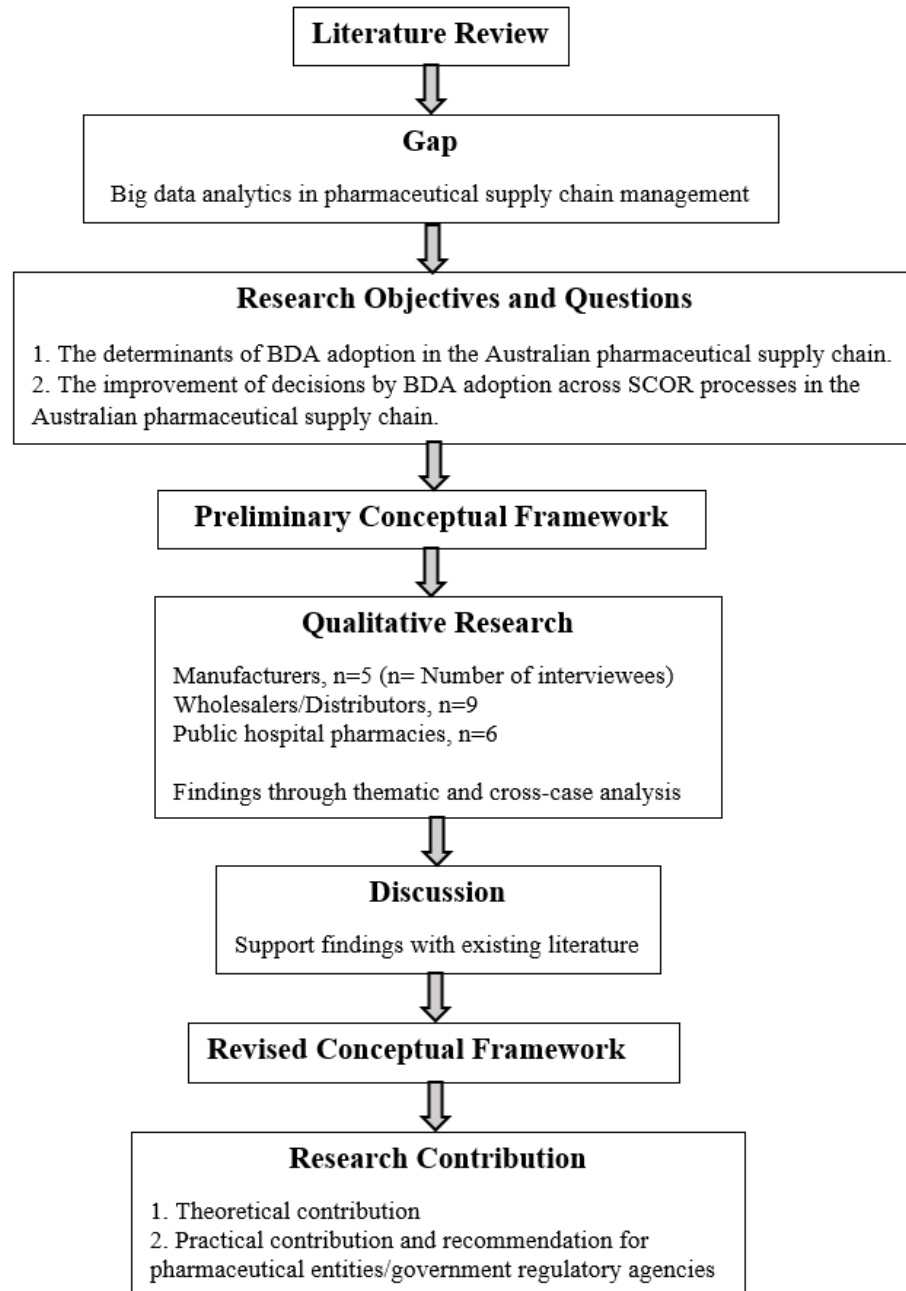 Literature Review
Gap
Big data analytics in pharmaceutical supply chain management
Research Objectives and Questions
1. The determinants of BDA adoption in the Australian pharmaceutical supply chain.
2. The improvement of decisions by BDA adoption across SCOR processes in the
Australian pharmaceutical supply chain.
Preliminary Conceptual Framework
Qualitative Research
Manufacturers, n=5 (n= Number of interviewees)
Wholesalers/Distributors, n=9
Public hospital pharmacies, n=6
Findings through thematic and cross-case analysis
Discussion
Support findings with existing literature
Revised Conceptual Framework
Research Contribution
1. Theoretical contribution
2. Practical contribution and recommendation for
pharmaceutical entities/government regulatory agencies